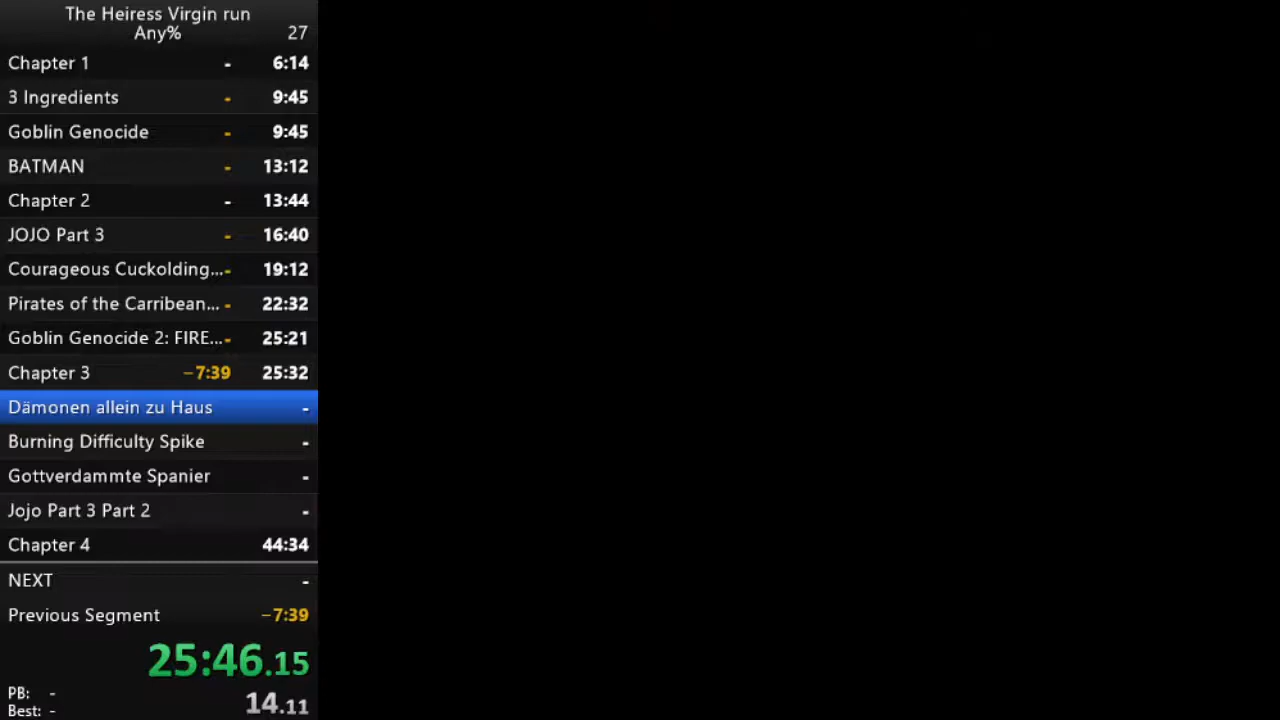 The Heiress Virgin run
Any% 27
Chapter 1 - 6:14
3 Ingredients - 9:45
Goblin Genocide - 9:45
BATMAN - 13:12
Chapter 2 - 13:44
JOJO Part 3 - 16:40
Courageous Cuckolding... - 19:12
Pirates of the Carribean... - 22:32
Goblin Genocide 2: FIRE... - 25:21
Chapter 3 −7:39 25:32
Dämonen allein zu Haus -
Burning Difficulty Spike -
Gottverdammte Spanier -
Jojo Part 3 Part 2 -
Chapter 4 44:34
NEXT -
Previous Segment −7:39
25:46.15
PB: - 14.11
Best: -